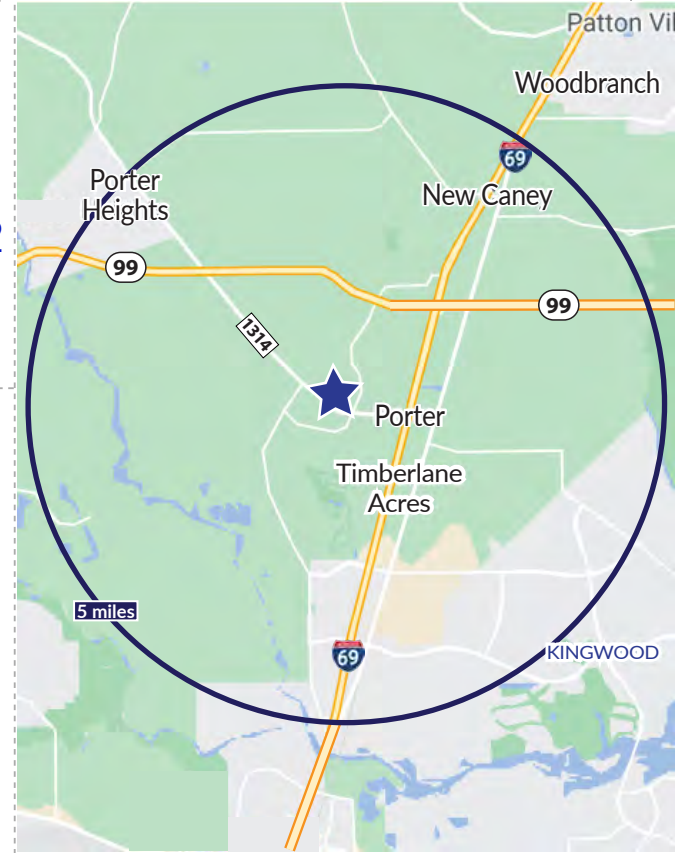 Patton Vil
Woodbranch
69
New Caney
Porter
Heights
99
99
1314
Porter
Timberlane
Acres
5 miles
69
KINGWOOD